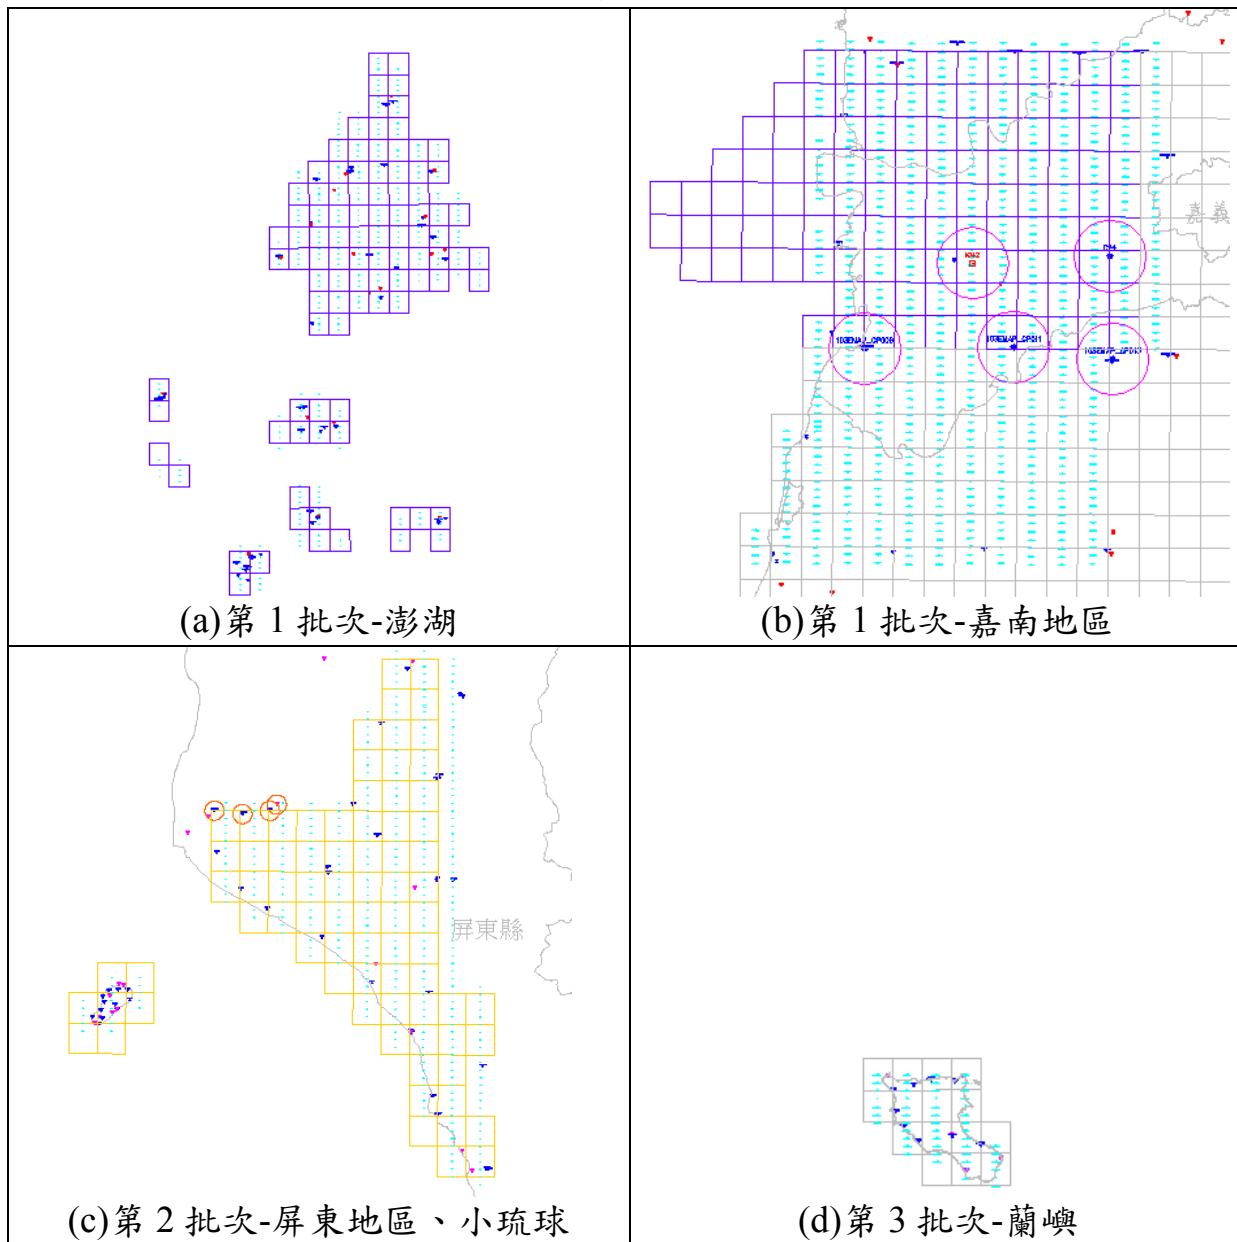 嘉義
(a)第 1 批次-澎湖
(b)第 1 批次-嘉南地區
屏東縣
(c)第 2 批次-屏東地區、小琉球
(d)第 3 批次-蘭嶼